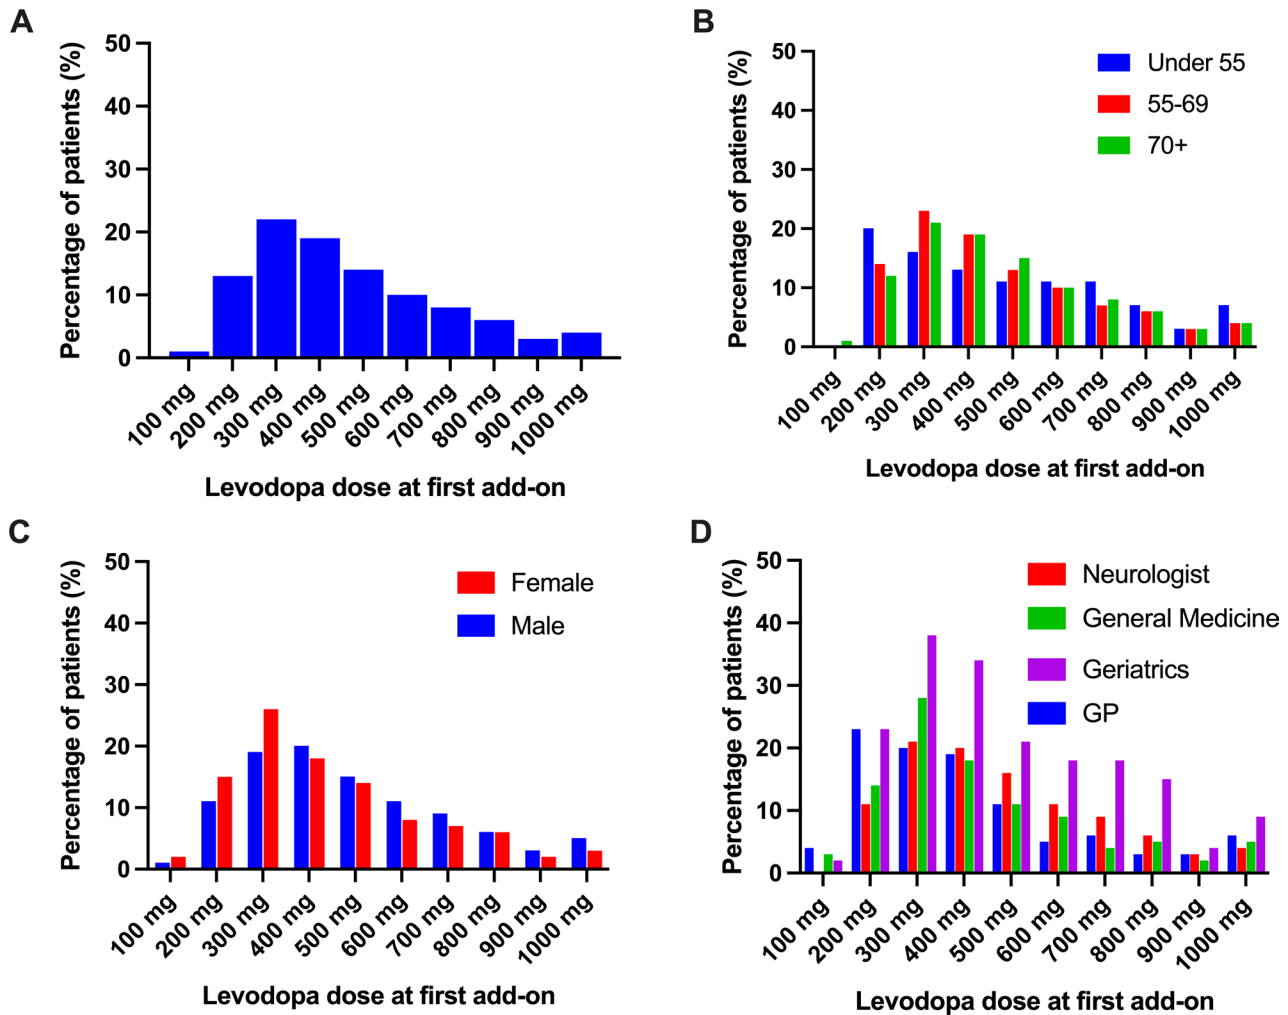 A
Percentage of patients (%)
50
40
30
20
10
0
100 mg
200 mg
300 mg
400 mg
500 mg
600 mg
700 mg
800 mg
900 mg
1000 mg
Levodopa dose at first add-on
B
Percentage of patients (%)
50
40
30
20
10
0
Under 55
55-69
70+
100 mg
200 mg
300 mg
400 mg
500 mg
600 mg
700 mg
800 mg
900 mg
1000 mg
Levodopa dose at first add-on
C
Percentage of patients (%)
50
40
30
20
10
0
Female
Male
100 mg
200 mg
300 mg
400 mg
500 mg
600 mg
700 mg
800 mg
900 mg
1000 mg
Levodopa dose at first add-on
D
Percentage of patients (%)
50
40
30
20
10
0
Neurologist
General Medicine
Geriatrics
GP
100 mg
200 mg
300 mg
400 mg
500 mg
600 mg
700 mg
800 mg
900 mg
1000 mg
Levodopa dose at first add-on